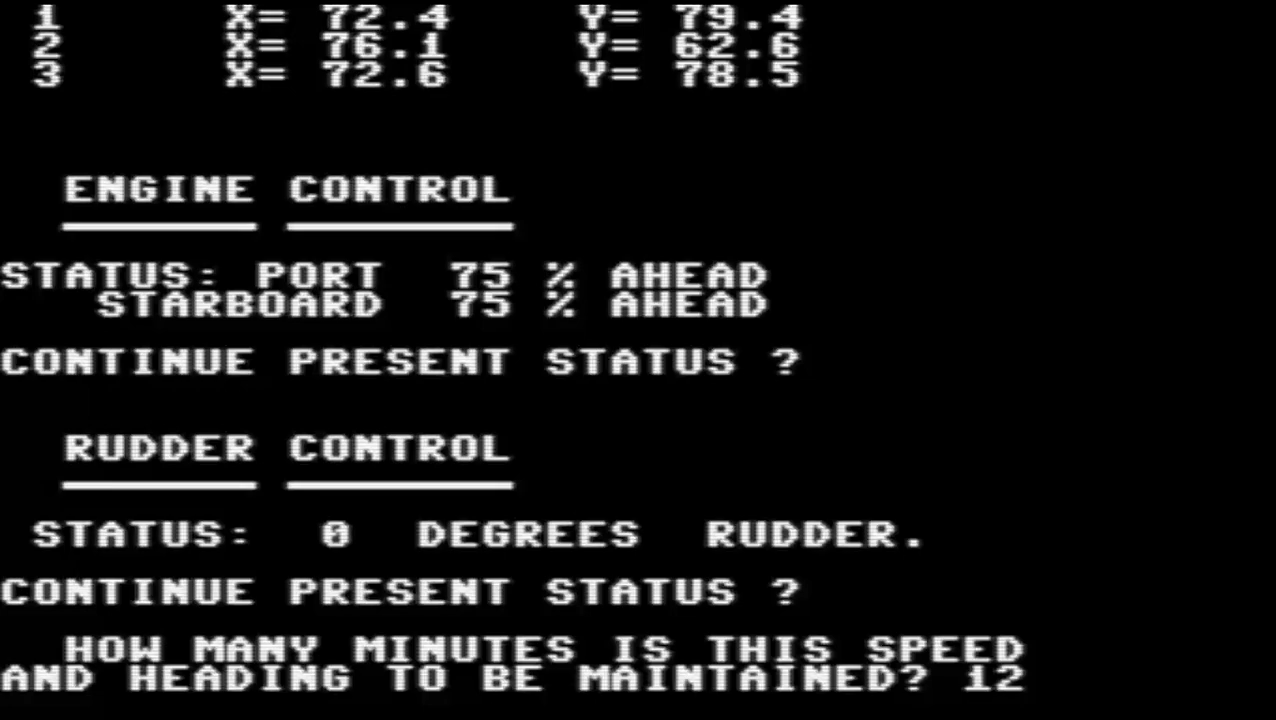 1 X= 72.4 Y= 79.4
2 X= 76.1 Y= 62.6
3 X= 72.6 Y= 78.5
ENGINE CONTROL
STATUS: PORT 75 % AHEAD
STARBOARD 75 % AHEAD
CONTINUE PRESENT STATUS ?
RUDDER CONTROL
STATUS: 0 DEGREES RUDDER.
CONTINUE PRESENT STATUS ?
HOW MANY MINUTES IS THIS SPEED
AND HEADING TO BE MAINTAINED? 12